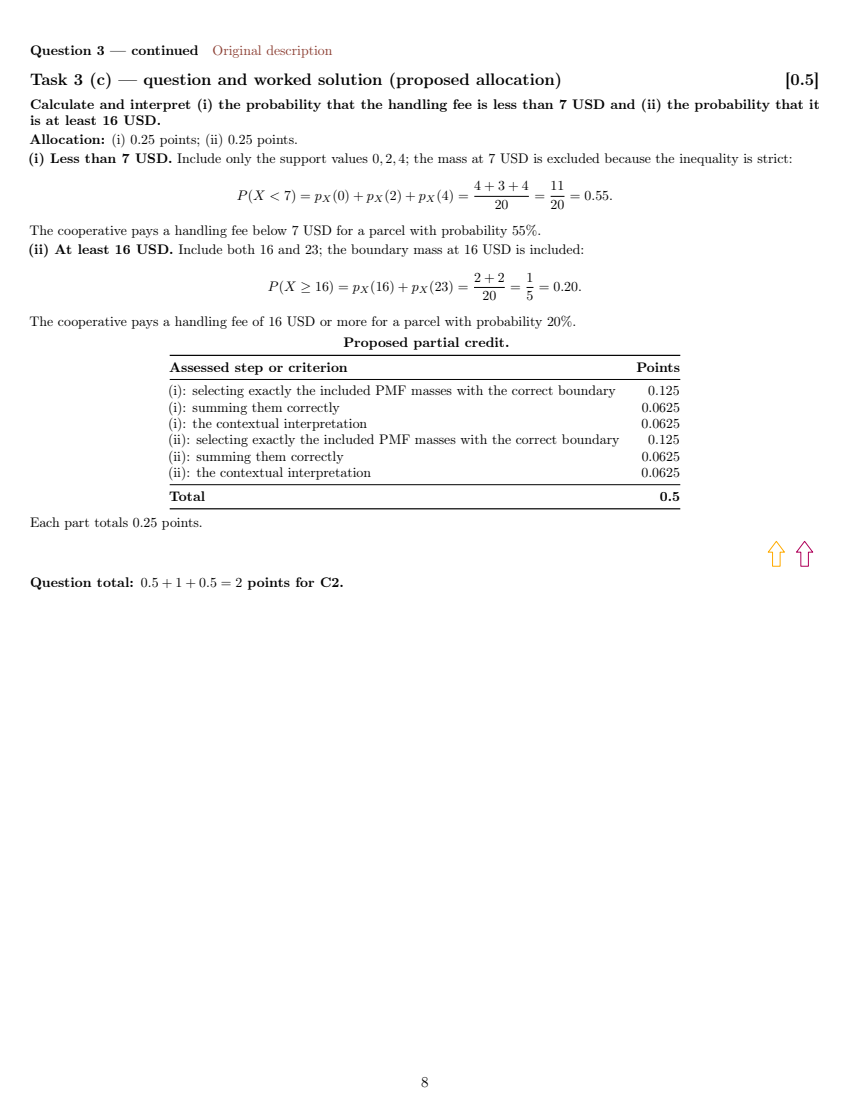 Question 3 — continued Original description
Task 3 (c) — question and worked solution (proposed allocation) [0.5]
Calculate and interpret (i) the probability that the handling fee is less than 7 USD and (ii) the probability that it
is at least 16 USD.
Allocation: (i) 0.25 points; (ii) 0.25 points.
(i) Less than 7 USD. Include only the support values 0, 2, 4; the mass at 7 USD is excluded because the inequality is strict:
P(X < 7) = p_X(0) + p_X(2) + p_X(4) = \frac{4 + 3 + 4}{20} = \frac{11}{20} = 0.55.
The cooperative pays a handling fee below 7 USD for a parcel with probability 55%.
(ii) At least 16 USD. Include both 16 and 23; the boundary mass at 16 USD is included:
P(X ≥ 16) = p_X(16) + p_X(23) = \frac{2 + 2}{20} = \frac{1}{5} = 0.20.
The cooperative pays a handling fee of 16 USD or more for a parcel with probability 20%.
Proposed partial credit.
Assessed step or criterion Points
(i): selecting exactly the included PMF masses with the correct boundary 0.125
(i): summing them correctly 0.0625
(i): the contextual interpretation 0.0625
(ii): selecting exactly the included PMF masses with the correct boundary 0.125
(ii): summing them correctly 0.0625
(ii): the contextual interpretation 0.0625
Total 0.5
Each part totals 0.25 points.
Question total: 0.5 + 1 + 0.5 = 2 points for C2.
8